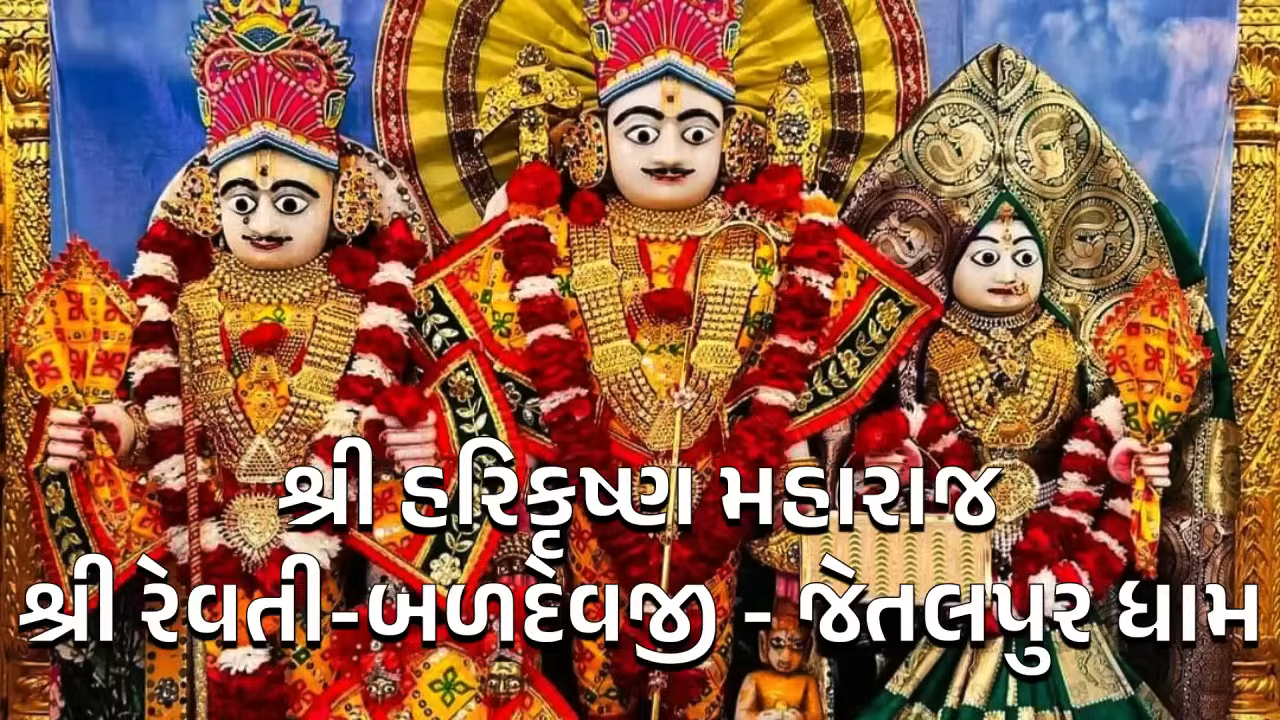 શ્રી હરિકૃષ્ણ મહારાજ
શ્રી રેવતી-બળદેવજી - જેતલપુર ધામ